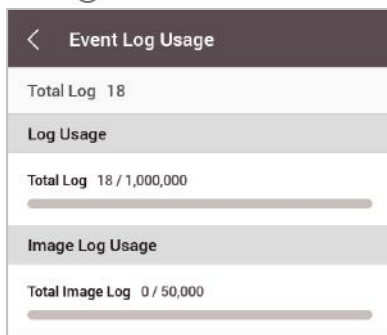 Event Log Usage
Total Log 18
Log Usage
Total Log 18 / 1,000,000
Image Log Usage
Total Image Log 0 / 50,000